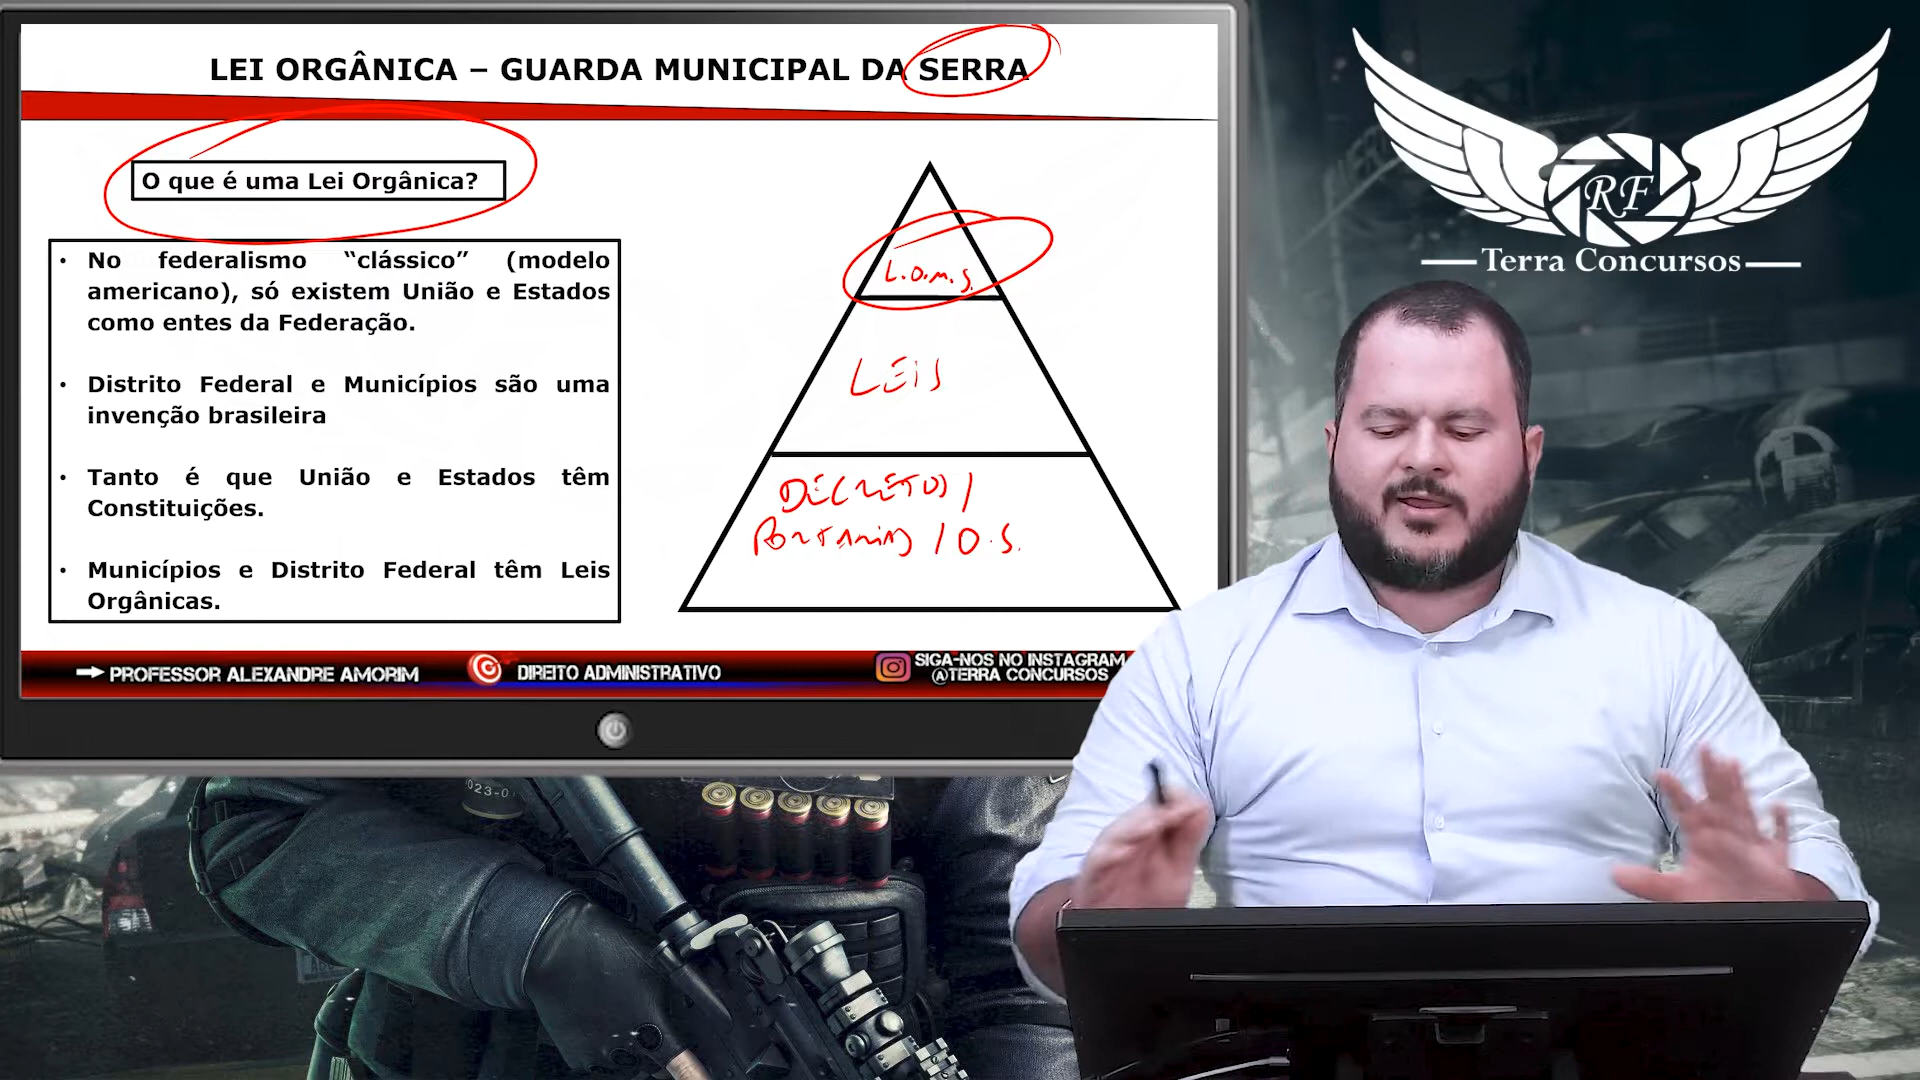 LEI ORGÂNICA – GUARDA MUNICIPAL DA SERRA
O que é uma Lei Orgânica?
• No federalismo “clássico” (modelo
americano), só existem União e Estados
como entes da Federação.
• Distrito Federal e Municípios são uma
invenção brasileira
• Tanto é que União e Estados têm
Constituições.
• Municípios e Distrito Federal têm Leis
Orgânicas.
L.O.M.S.
LEIS
DECRETOS /
PORTARIAS / O.S.
PROFESSOR ALEXANDRE AMORIM
DIREITO ADMINISTRATIVO
SIGA-NOS NO INSTAGRAM
@TERRA CONCURSOS
RF
Terra Concursos
023-0